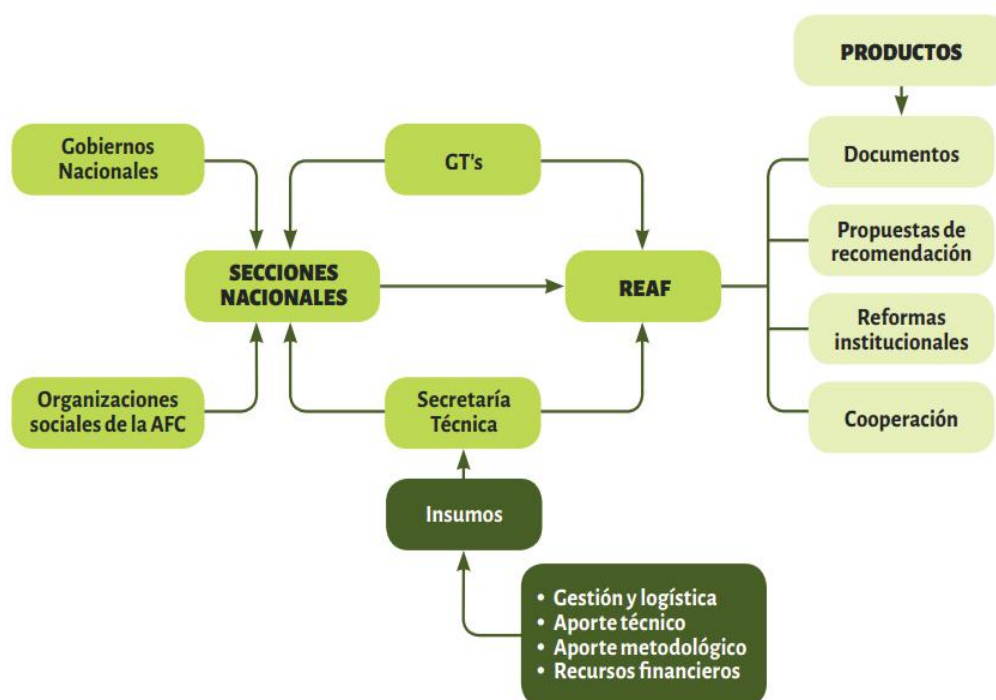 PRODUCTOS
Gobiernos
Nacionales
GT's
Documentos
SECCIONES
NACIONALES
REAF
Propuestas de
recomendación
Reformas
institucionales
Organizaciones
sociales de la AFC
Secretaría
Técnica
Cooperación
Insumos
• Gestión y logística
• Aporte técnico
• Aporte metodológico
• Recursos financieros